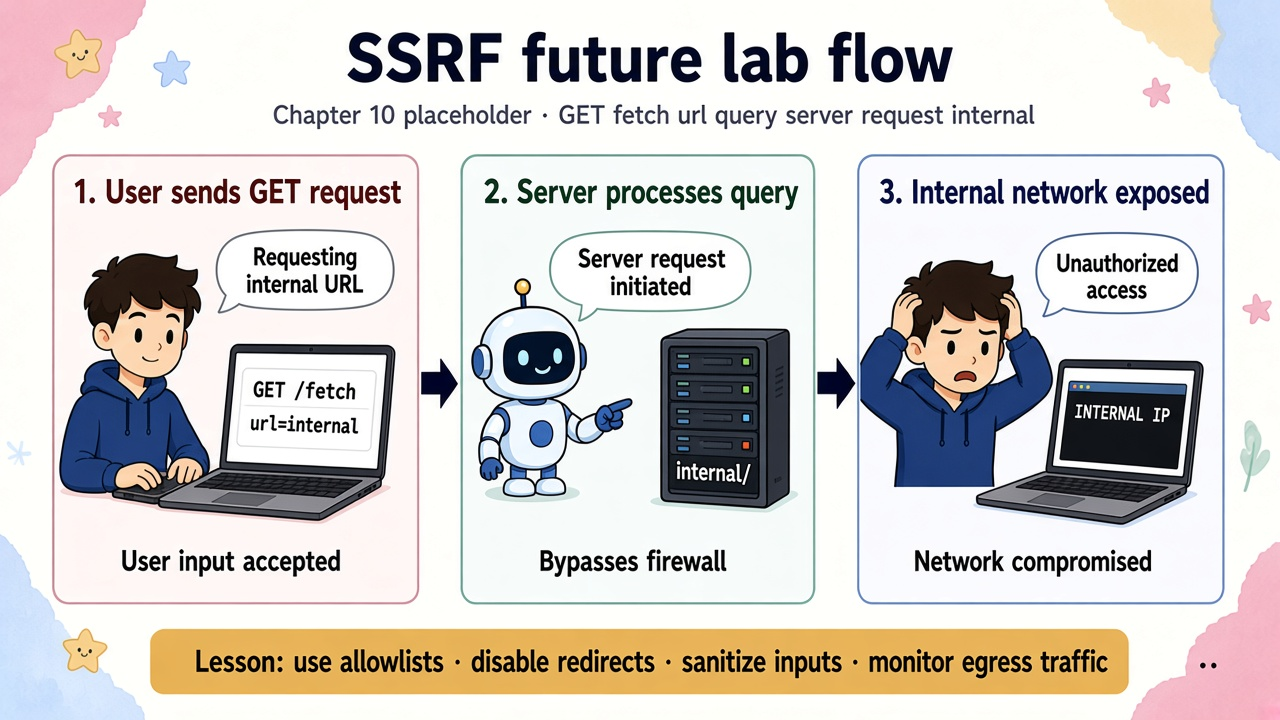 SSRF future lab flow
Chapter 10 placeholder · GET fetch url query server request internal
1. User sends GET request
Requesting
internal URL
GET /fetch
url=internal
User input accepted
2. Server processes query
Server request
initiated
internal/
Bypasses firewall
3. Internal network exposed
Unauthorized
access
INTERNAL IP
Network compromised
Lesson: use allowlists · disable redirects · sanitize inputs · monitor egress traffic